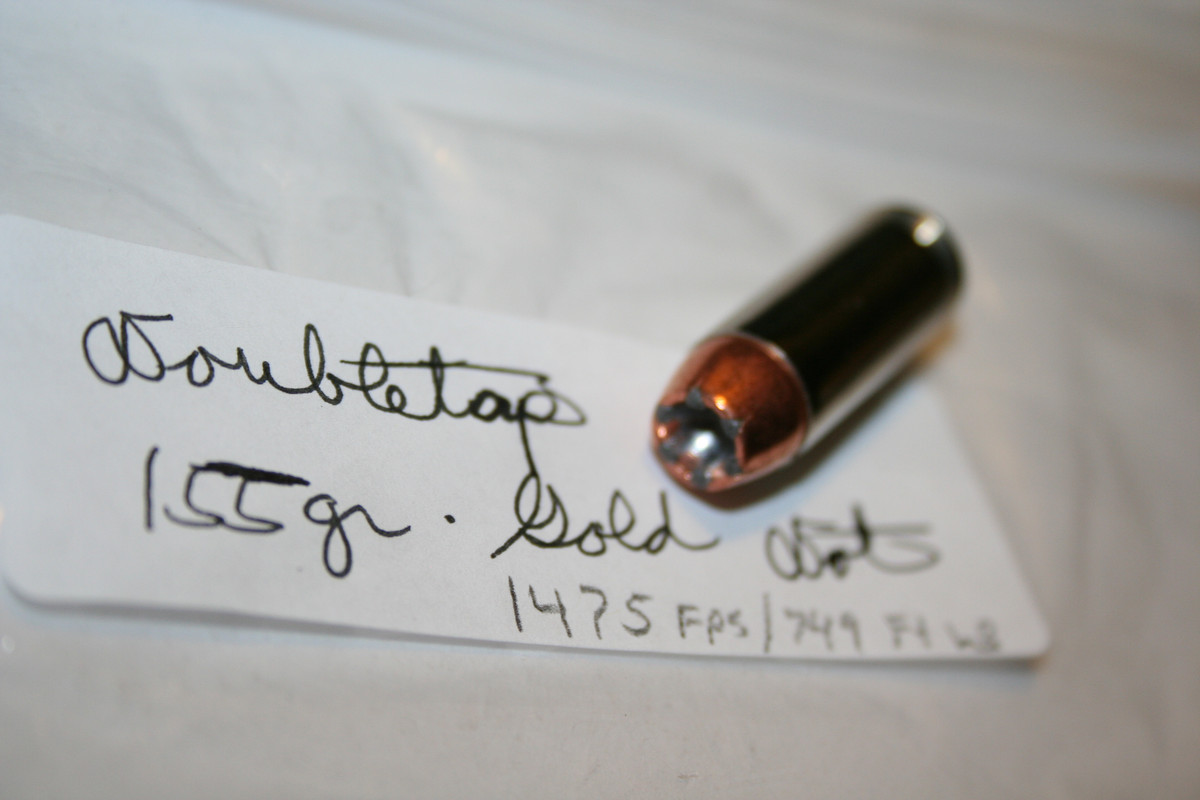 Doubletap
155gr. Gold Dot
1475 FPS/749 Ft LB